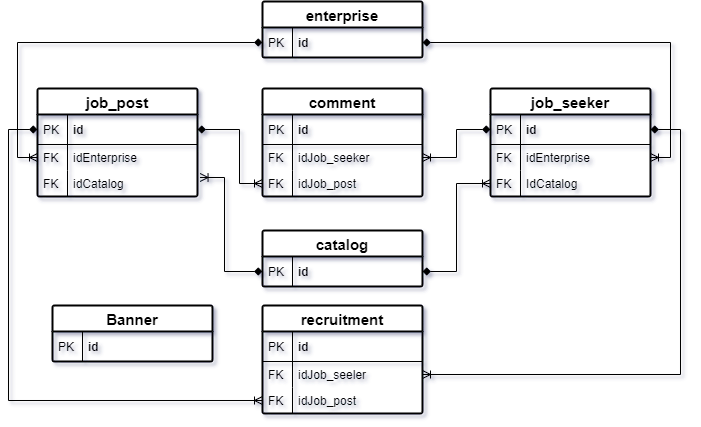 enterprise
PK id
job_post
PK id
FK idEnterprise
FK idCatalog
comment
PK id
FK idJob_seeker
FK idJob_post
job_seeker
PK id
FK idEnterprise
FK IdCatalog
catalog
PK id
Banner
PK id
recruitment
PK id
FK idJob_seeler
FK idJob_post